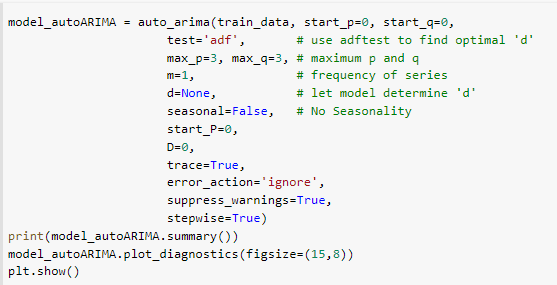 model_autoARIMA = auto_arima(train_data, start_p=0, start_q=0,
                      test='adf',       # use adftest to find optimal 'd'
                      max_p=3, max_q=3, # maximum p and q
                      m=1,              # frequency of series
                      d=None,           # let model determine 'd'
                      seasonal=False,   # No Seasonality
                      start_P=0,
                      D=0,
                      trace=True,
                      error_action='ignore',
                      suppress_warnings=True,
                      stepwise=True)
print(model_autoARIMA.summary())
model_autoARIMA.plot_diagnostics(figsize=(15,8))
plt.show()